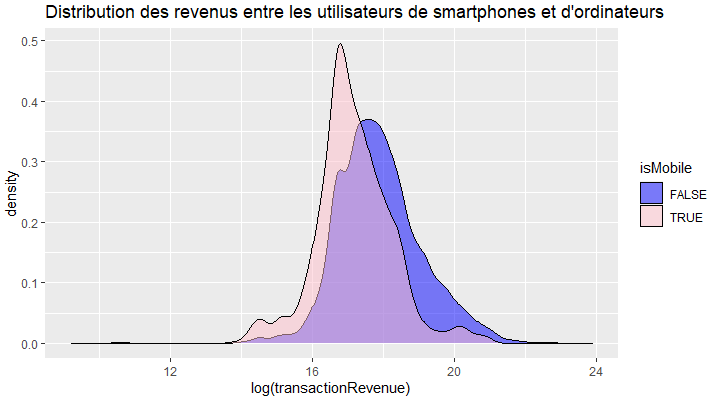 Distribution des revenus entre les utilisateurs de smartphones et d'ordinateurs
0.5
0.4
0.3
0.2
0.1
0.0
density
12
16
20
24
log(transactionRevenue)
isMobile
FALSE
TRUE